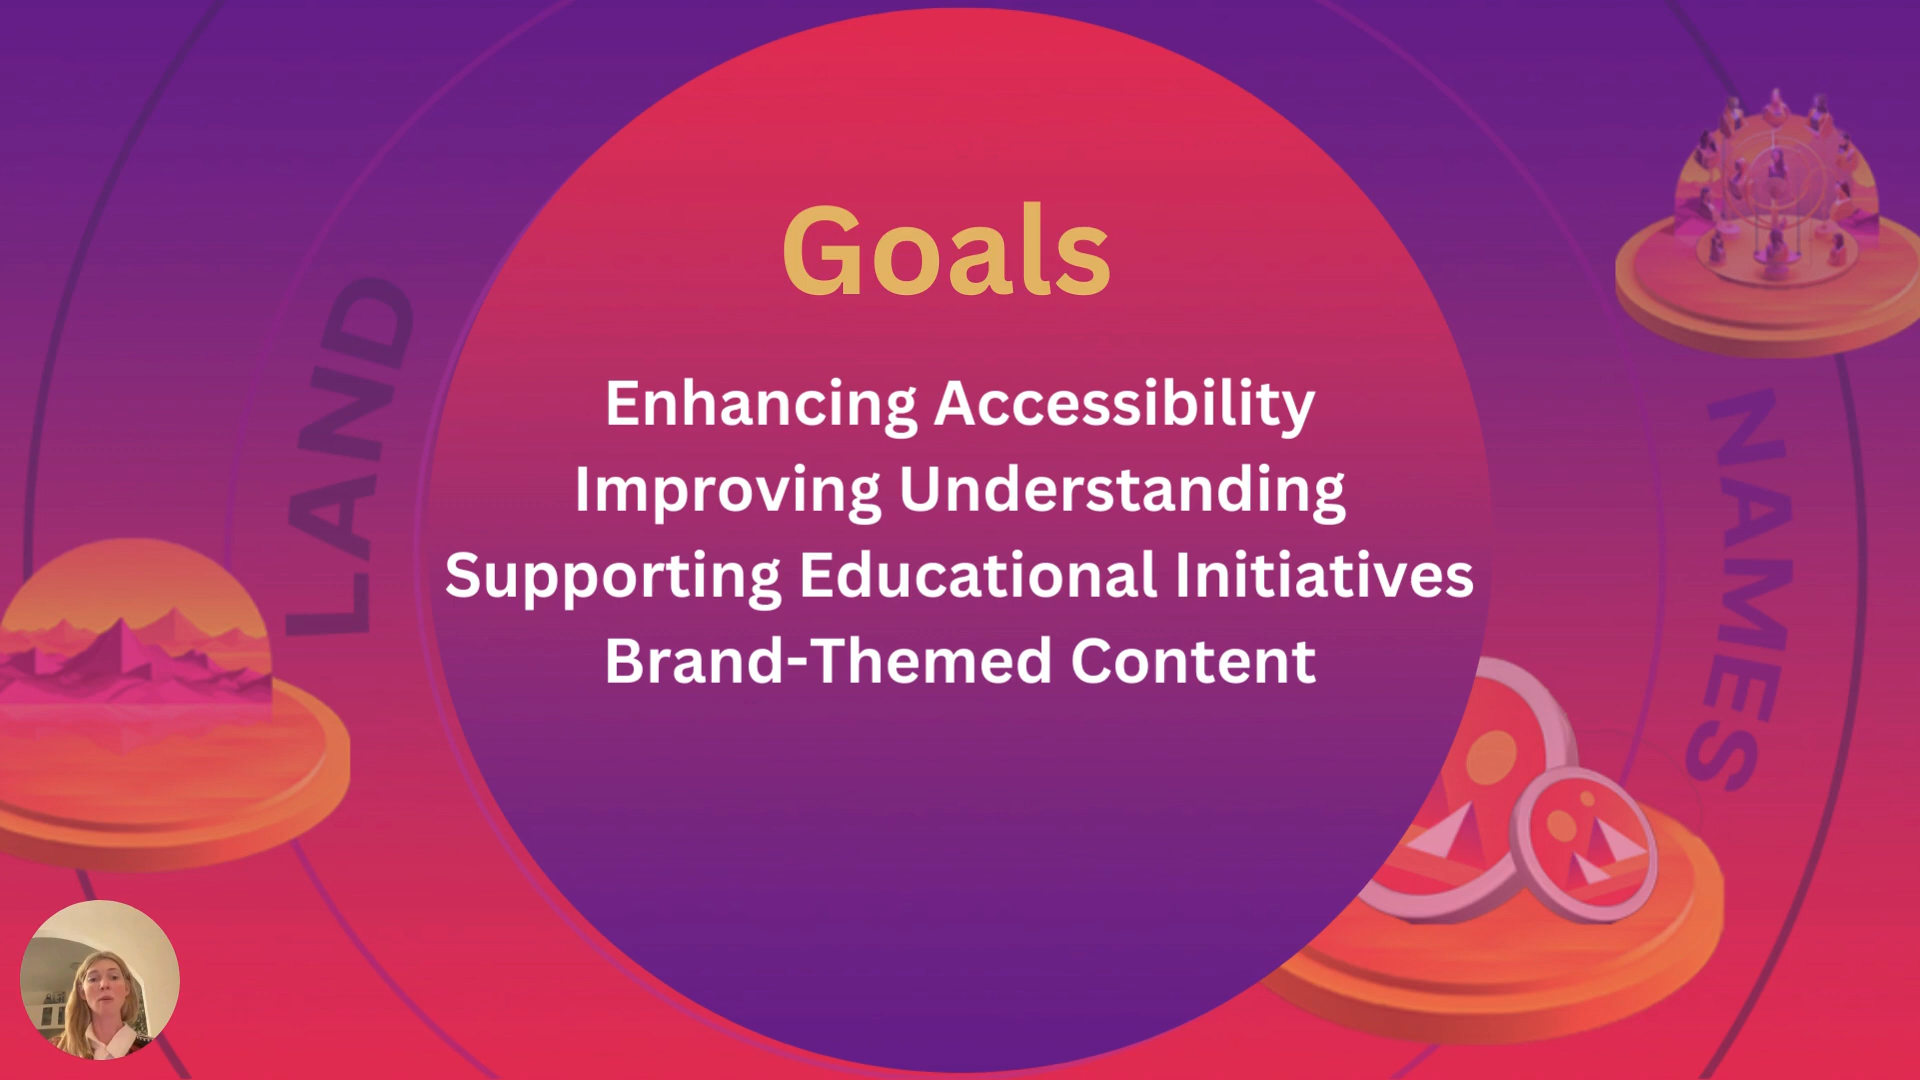 Goals
Enhancing Accessibility
Improving Understanding
Supporting Educational Initiatives
Brand-Themed Content
LAND
NAMES